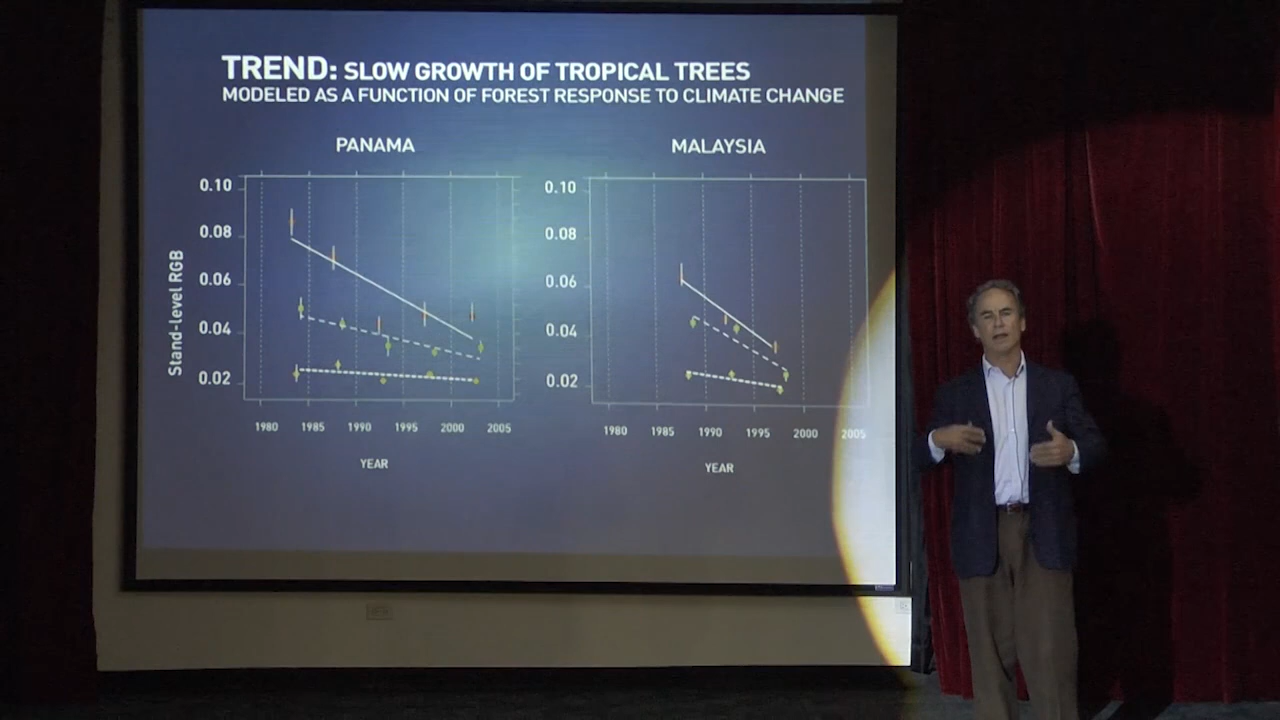 TREND: SLOW GROWTH OF TROPICAL TREES
MODELED AS A FUNCTION OF FOREST RESPONSE TO CLIMATE CHANGE
PANAMA
Stand-level RGB
0.10
0.08
0.06
0.04
0.02
1980 1985 1990 1995 2000 2005
YEAR
MALAYSIA
0.10
0.08
0.06
0.04
0.02
1980 1985 1990 1995 2000 2005
YEAR